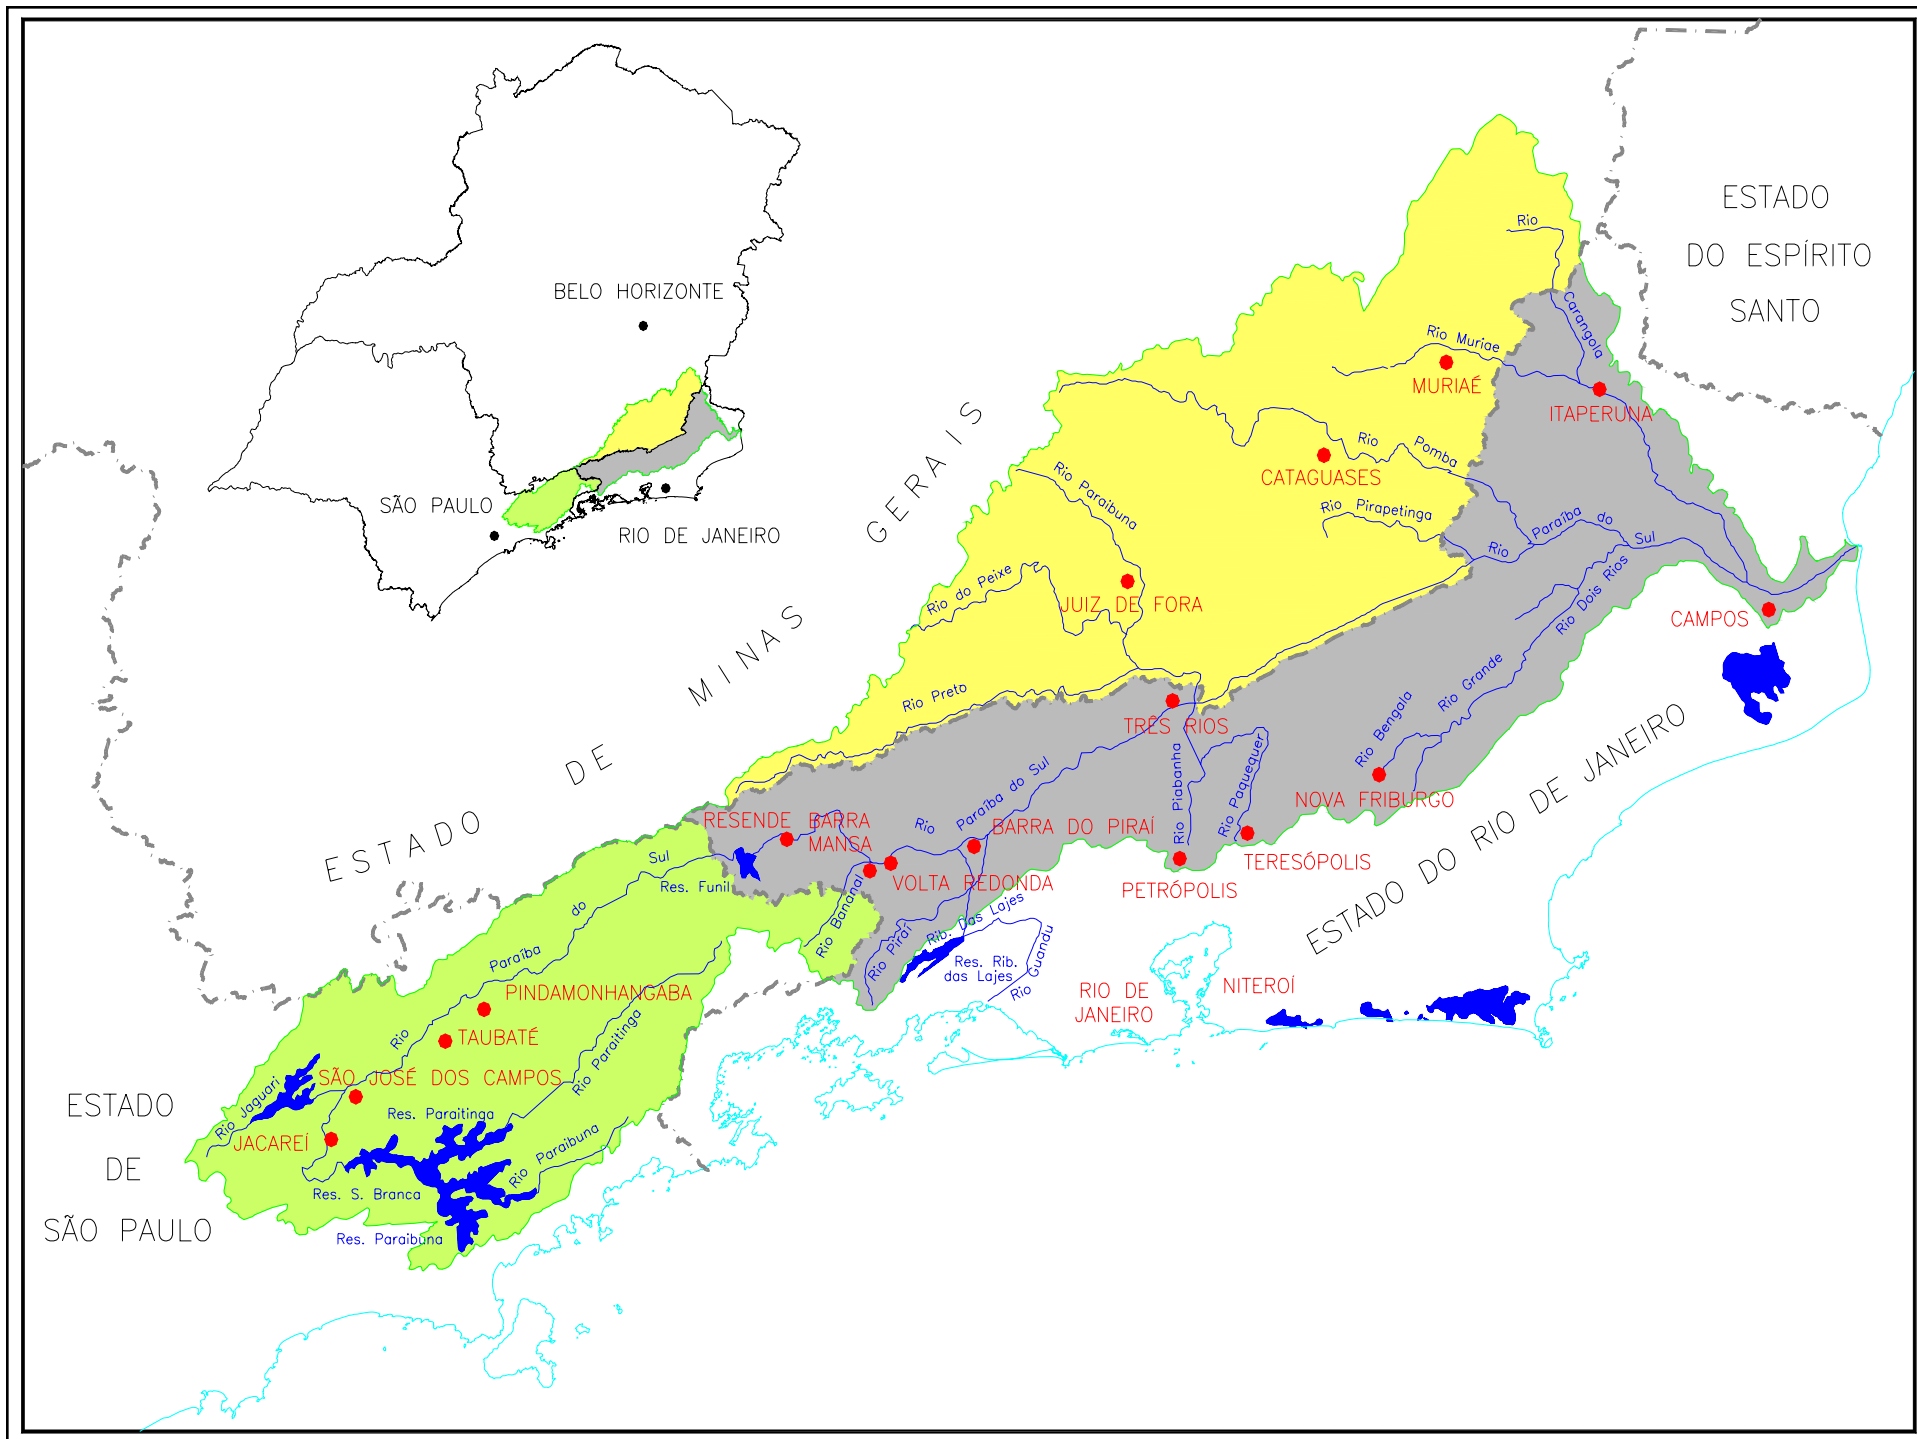 BELO HORIZONTE
SÃO PAULO
RIO DE JANEIRO
ESTADO
DO ESPÍRITO
SANTO
ESTADO DE MINAS GERAIS
Rio Carangola
Rio Muriae
MURIAÉ
ITAPERUNA
Rio Pomba
CATAGUASES
Rio Pirapetinga
Rio Paraibuna
Rio Paraíba do Sul
Rio do Peixe
JUIZ DE FORA
Rio Dois Rios
CAMPOS
Rio Preto
Rio Grande
Rio Bengala
TRÊS RIOS
Rio Piabanha
Rio Paquequer
NOVA FRIBURGO
ESTADO DO RIO DE JANEIRO
RESENDE
BARRA
MANSA
Rio Paraíba do Sul
BARRA DO PIRAÍ
VOLTA REDONDA
TERESÓPOLIS
PETRÓPOLIS
Res. Funil
Rio Bananal
Rio Piraí
Rib. Das Lajes
Res. Rib.
das Lajes
Rio Guandu
RIO DE
JANEIRO
NITEROÍ
Rio Paraíba do Sul
PINDAMONHANGABA
TAUBATÉ
SÃO JOSÉ DOS CAMPOS
Rio Jaguari
Rio Paraitinga
Res. Paraitinga
JACAREÍ
Rio Paraibuna
Res. S. Branca
Res. Paraibuna
ESTADO
DE
SÃO PAULO